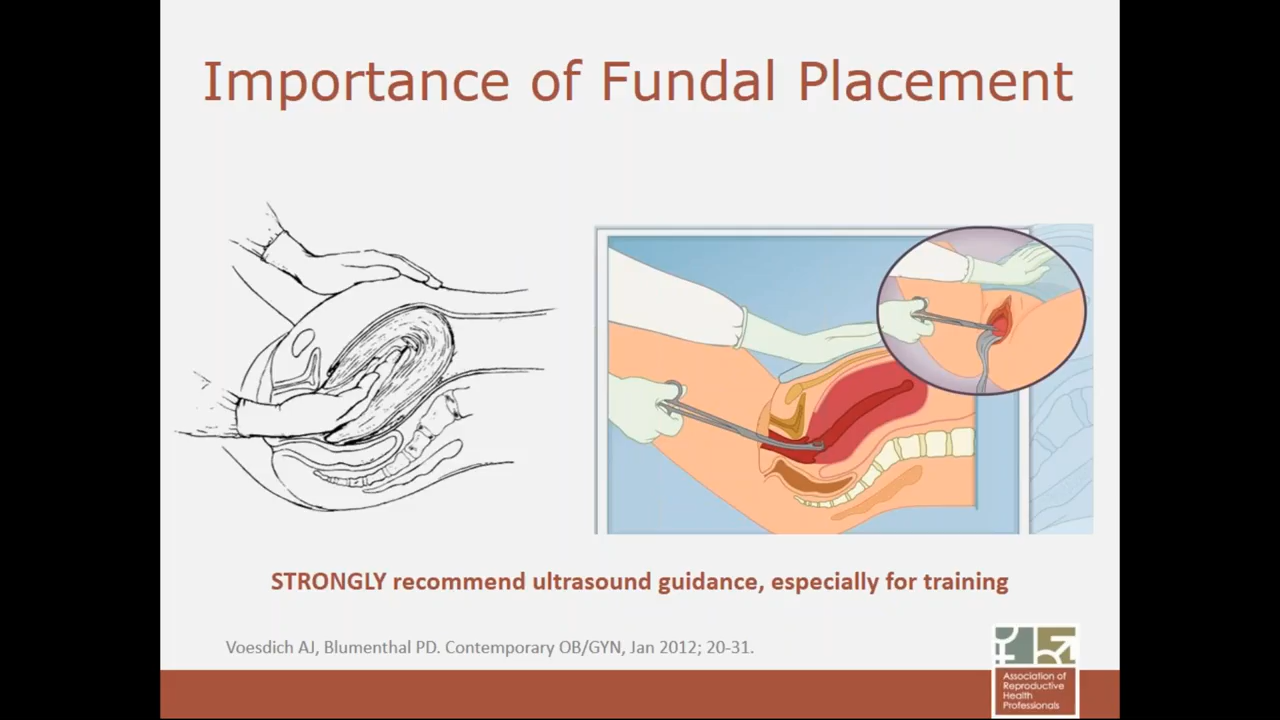 Importance of Fundal Placement
STRONGLY recommend ultrasound guidance, especially for training
Voesdich AJ, Blumenthal PD. Contemporary OB/GYN, Jan 2012; 20-31.
Association of
Reproductive
Health
Professionals